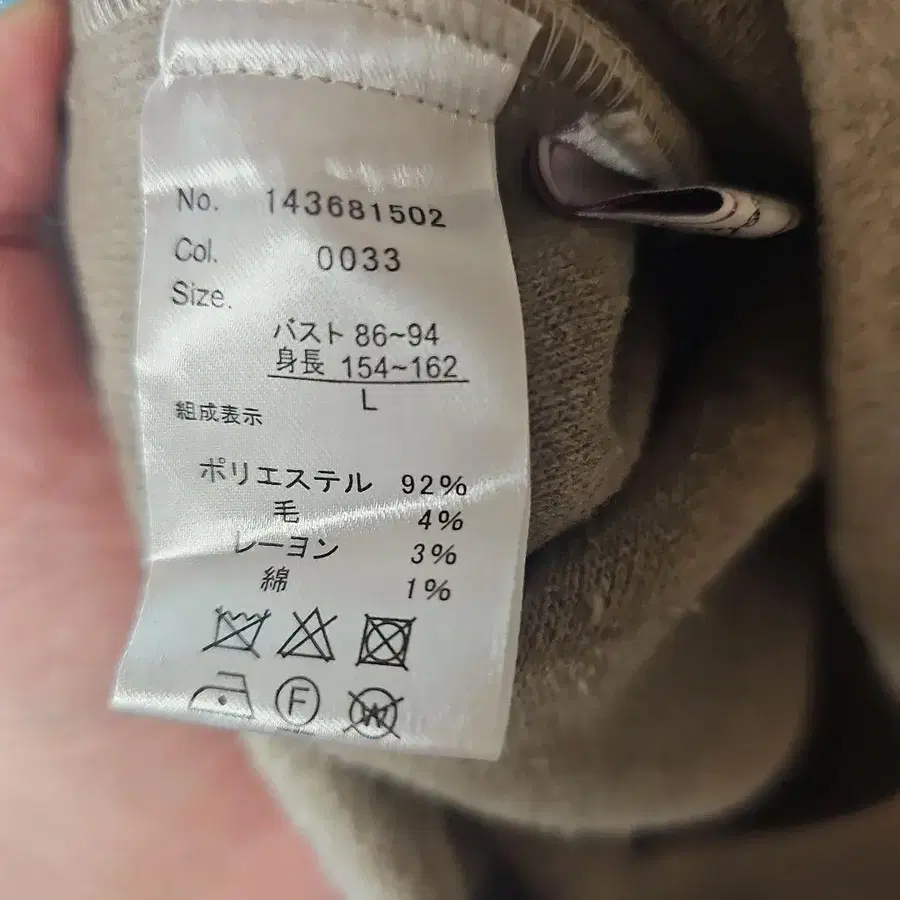 No. 143681502
Col. 0033
Size.
バスト 86~94
身長 154~162
L
組成表示
ポリエステル 92%
毛 4%
レーヨン 3%
綿 1%
F
W